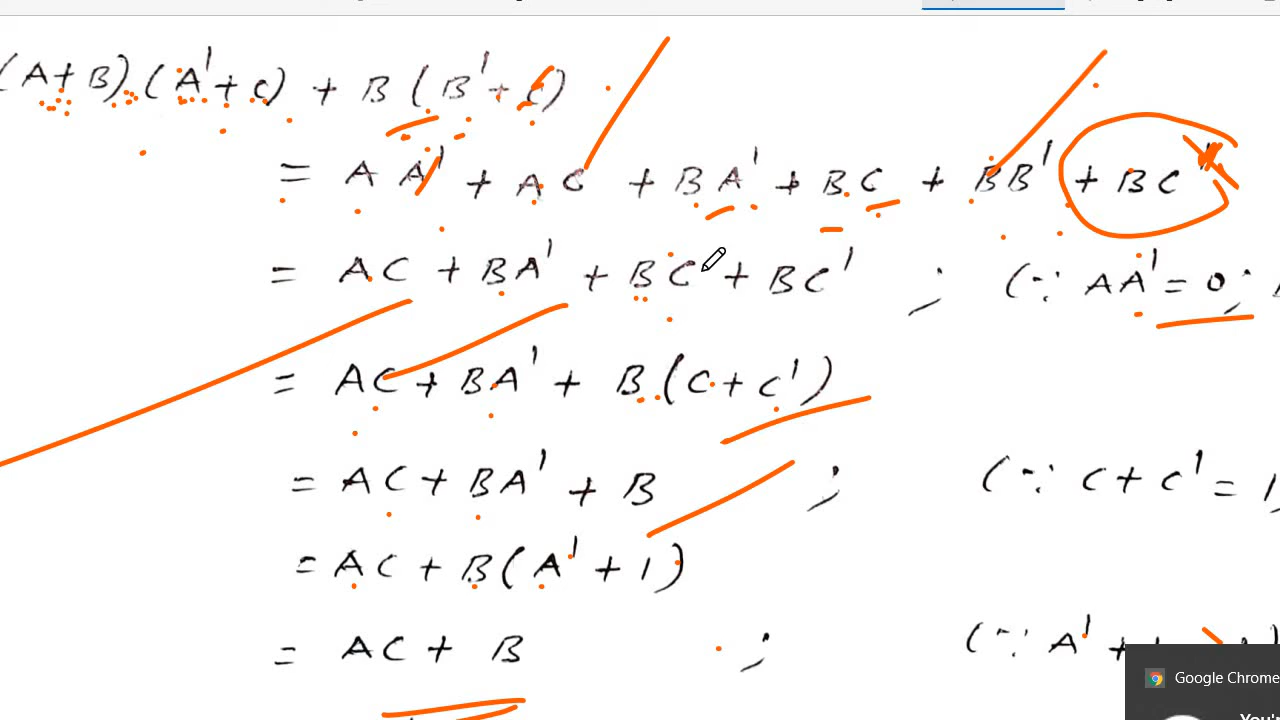 (A+B).(A'+C) + B(B'+C)
= AA' + AC + BA' + BC + BB' + BC'
= AC + BA' + BC + BC' ; (∵ AA' = 0;
= AC + BA' + B.(C+C')
= AC + BA' + B ; (∵ C+C' = 1
= AC + B(A'+1)
= AC + B ; (∵ A' +
Google Chrome